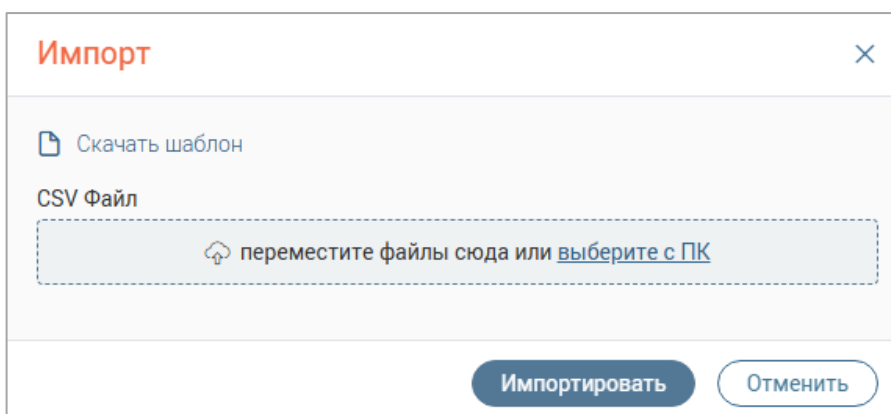 Импорт
Скачать шаблон
CSV Файл
переместите файлы сюда или выберите с ПК
Импортировать
Отменить